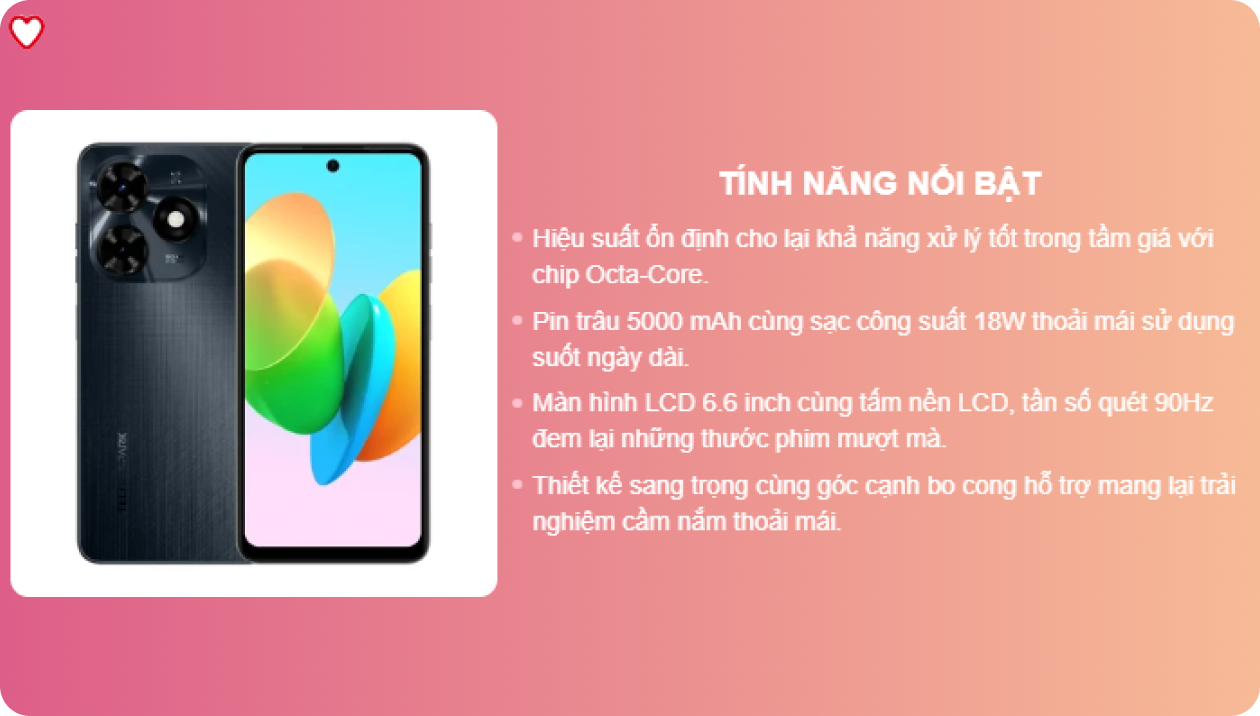 TÍNH NĂNG NỔI BẬT
Hiệu suất ổn định cho lại khả năng xử lý tốt trong tầm giá với
chip Octa-Core.
Pin trâu 5000 mAh cùng sạc công suất 18W thoải mái sử dụng
suốt ngày dài.
Màn hình LCD 6.6 inch cùng tấm nền LCD, tần số quét 90Hz
đem lại những thước phim mượt mà.
Thiết kế sang trọng cùng góc cạnh bo cong hỗ trợ mang lại trải
nghiệm cầm nắm thoải mái.